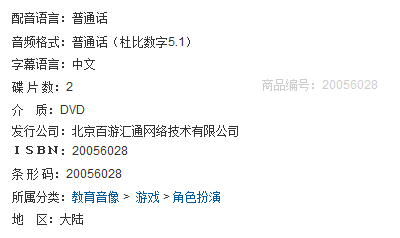 配音语言：普通话
音频格式：普通话（杜比数字5.1）
字幕语言：中文
碟 片 数：2
商品编号：20056028
介　质：DVD
发行公司：北京百游汇通网络技术有限公司
ＩＳＢＮ：20056028
条 形 码：20056028
所属分类：教育音像 > 游戏 > 角色扮演
地　区：大陆